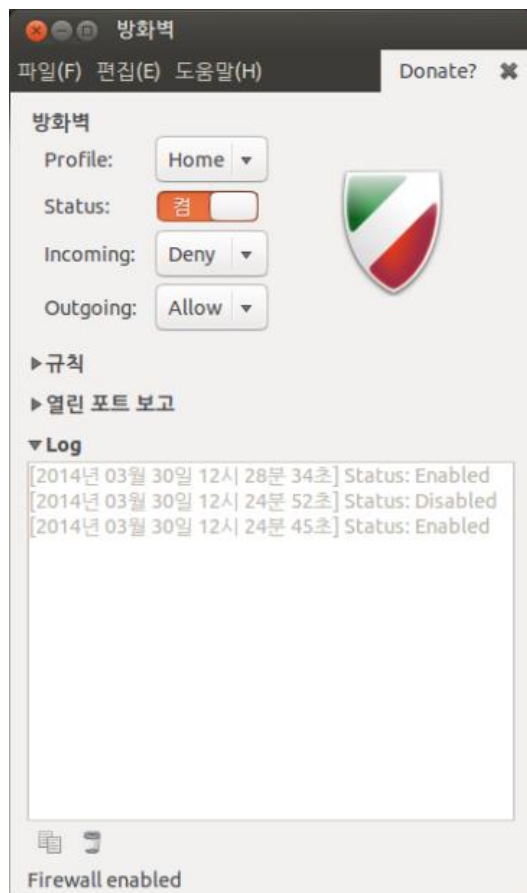 방화벽
파일(F) 편집(E) 도움말(H) Donate?
방화벽
Profile: Home
Status: 켬
Incoming: Deny
Outgoing: Allow
규칙
열린 포트 보고
Log
[2014년 03월 30일 12시 28분 34초] Status: Enabled
[2014년 03월 30일 12시 24분 52초] Status: Disabled
[2014년 03월 30일 12시 24분 45초] Status: Enabled
Firewall enabled